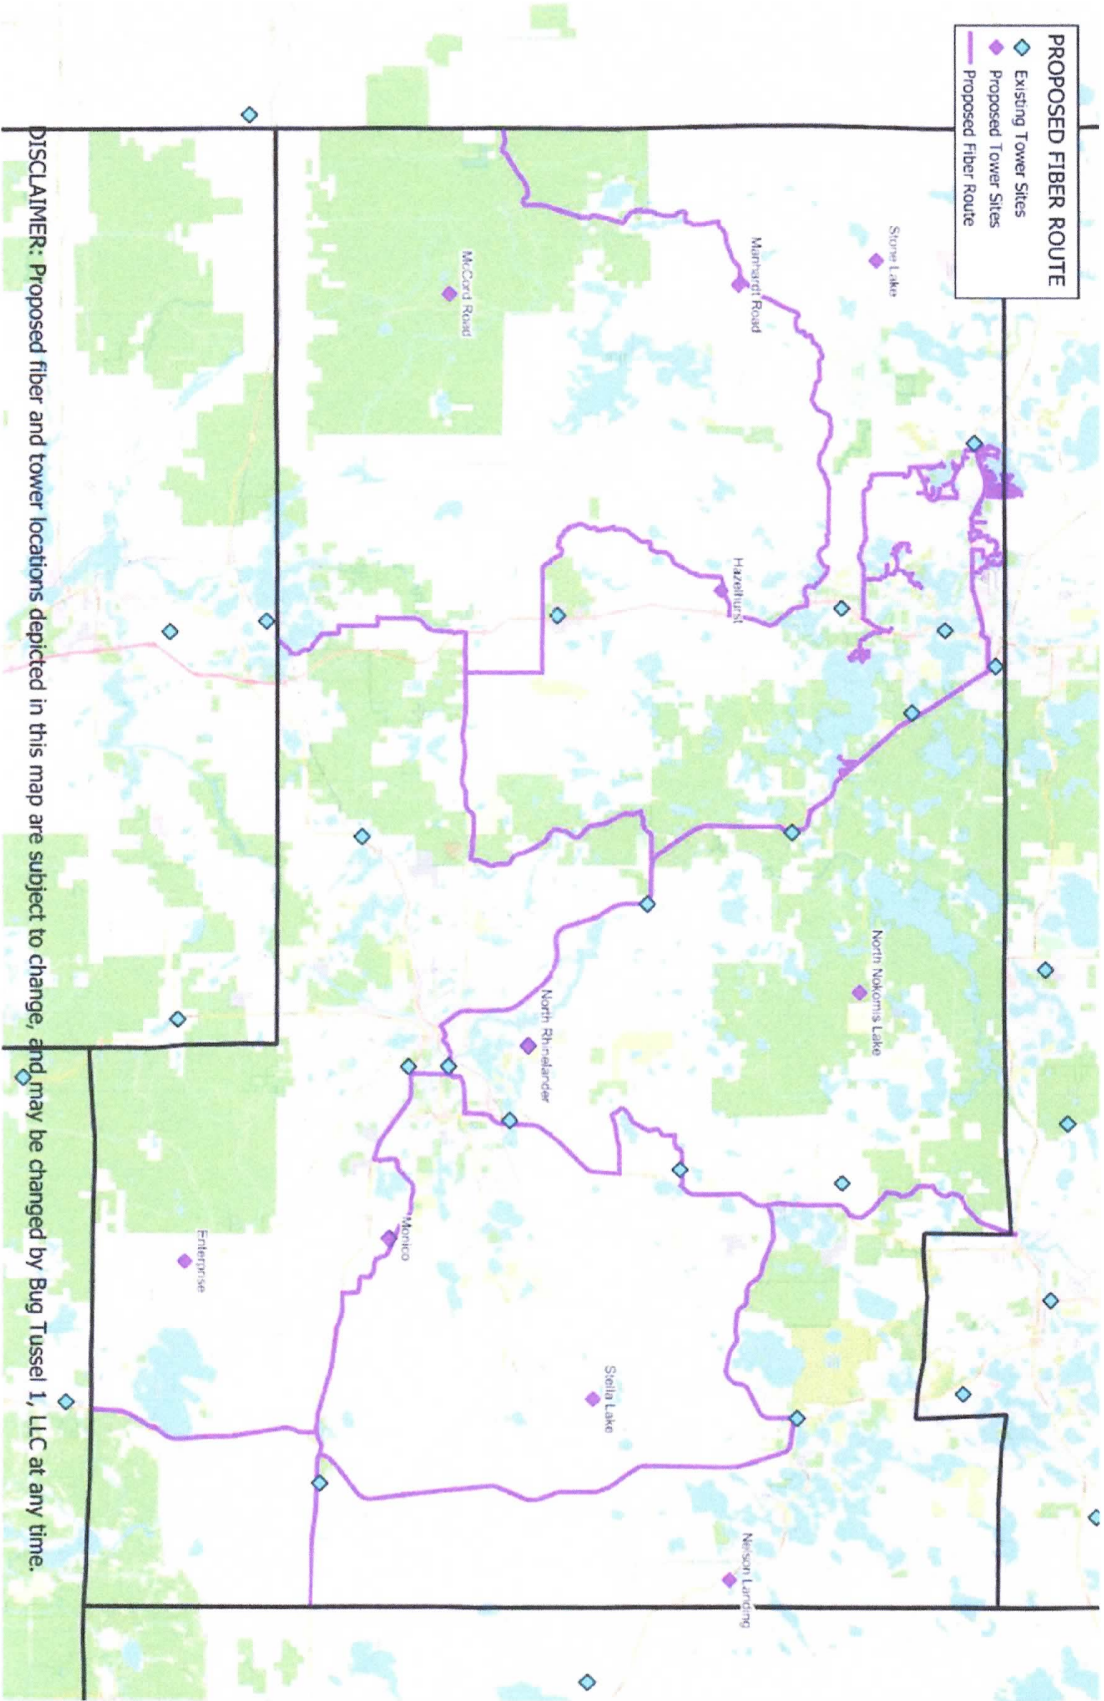 PROPOSED FIBER ROUTE
Existing Tower Sites
Proposed Tower Sites
Proposed Fiber Route
Stone Lake
Manhardt Road
McCord Road
Hazelhurst
North Nokomis Lake
North Rhinelander
Monico
Enterprise
Stella Lake
Nelson Landing
DISCLAIMER: Proposed fiber and tower locations depicted in this map are subject to change, and may be changed by Bug Tussel 1, LLC at any time.